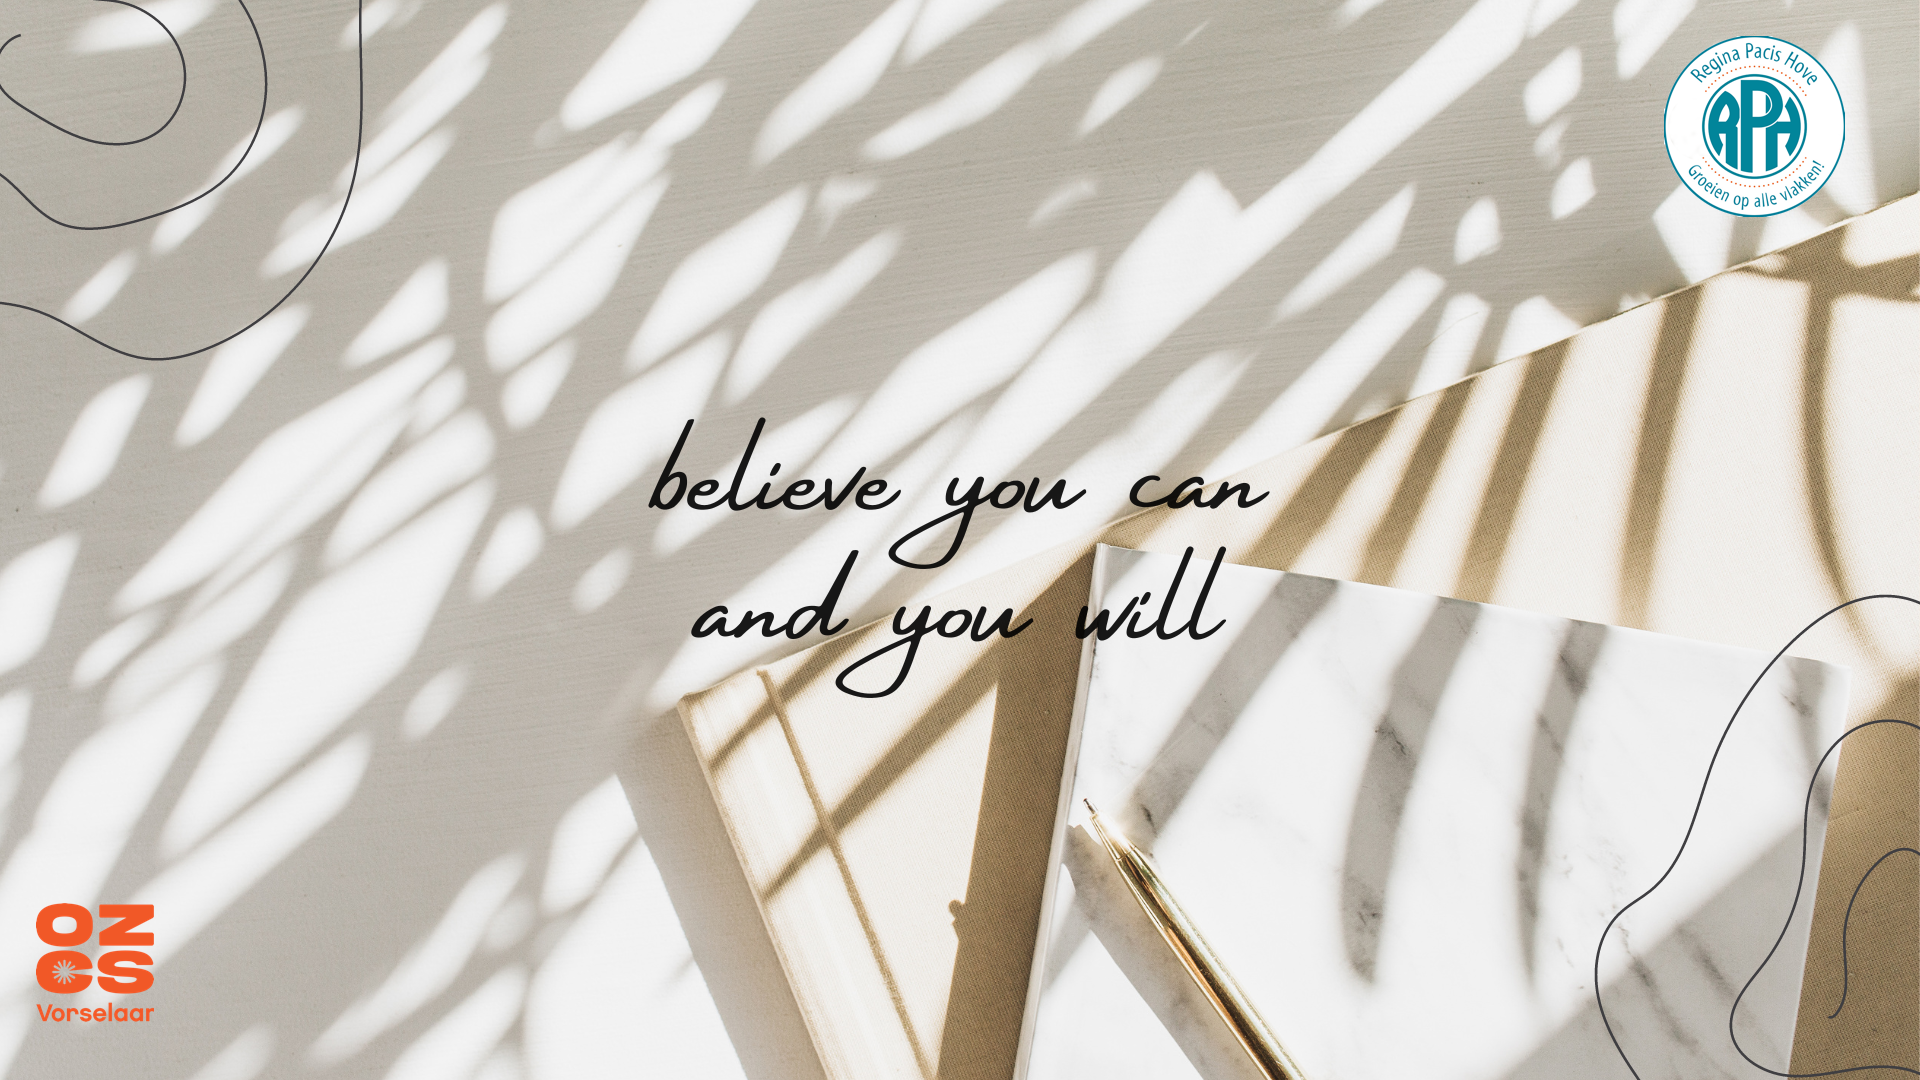 Regina Pacis Hove
RPH
Groeien op alle vlakken!
believe you can
and you will
OZ
CS
Vorselaar